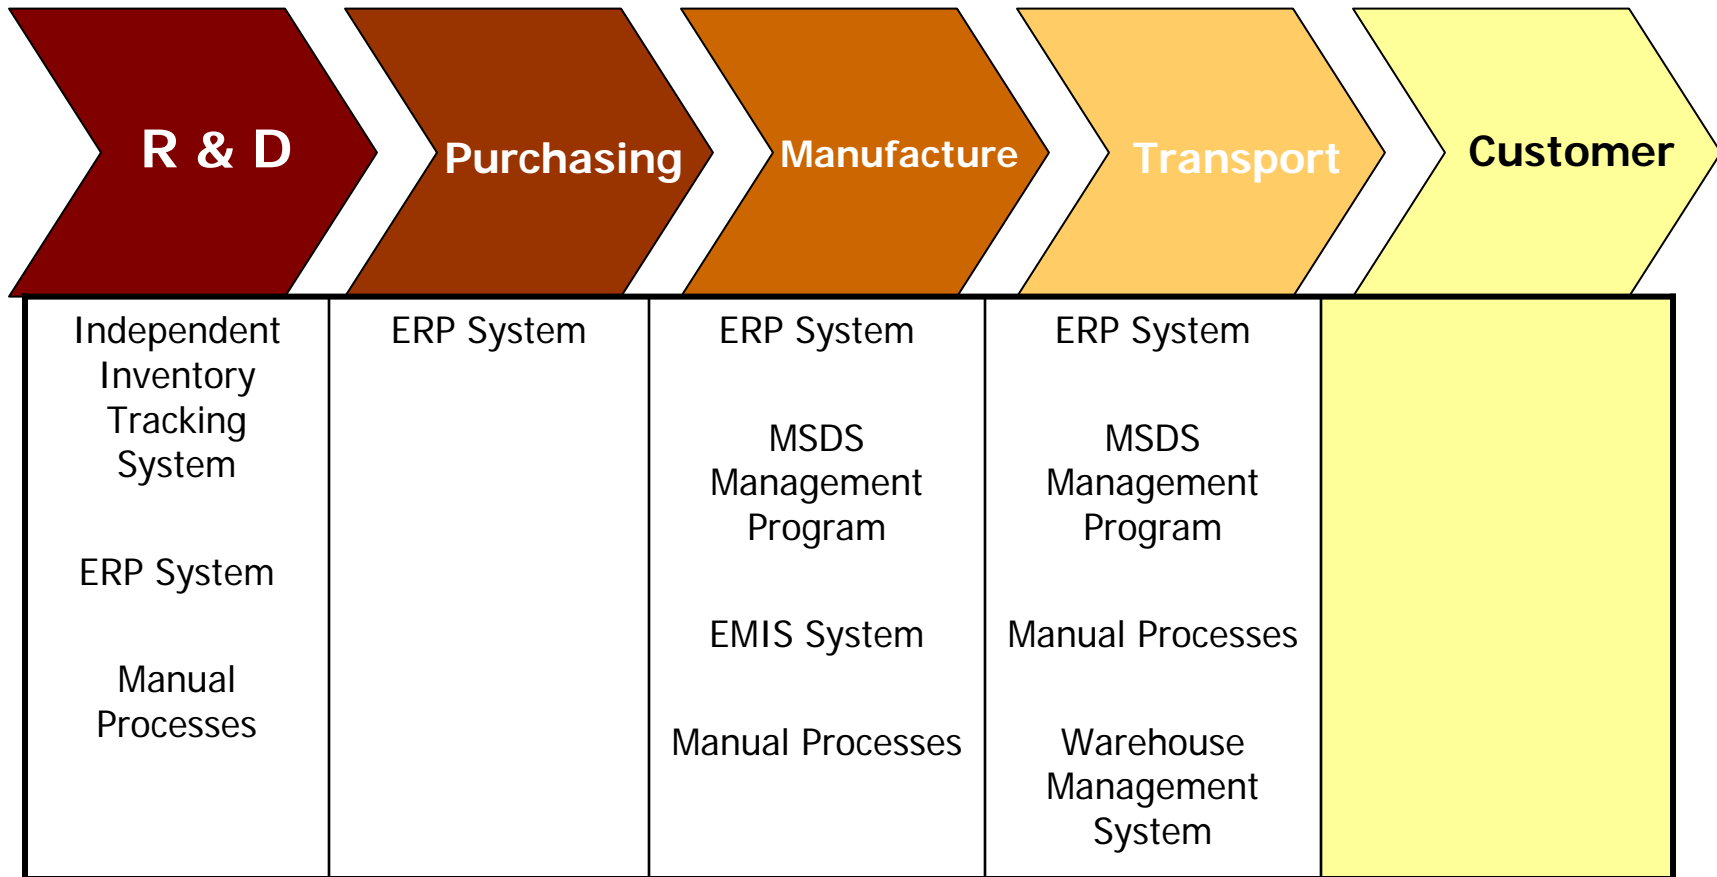 R & D
Purchasing
Manufacture
Transport
Customer
Independent
Inventory
Tracking
System
ERP System
Manual
Processes
ERP System
ERP System
MSDS
Management
Program
EMIS System
Manual Processes
ERP System
MSDS
Management
Program
Manual Processes
Warehouse
Management
System